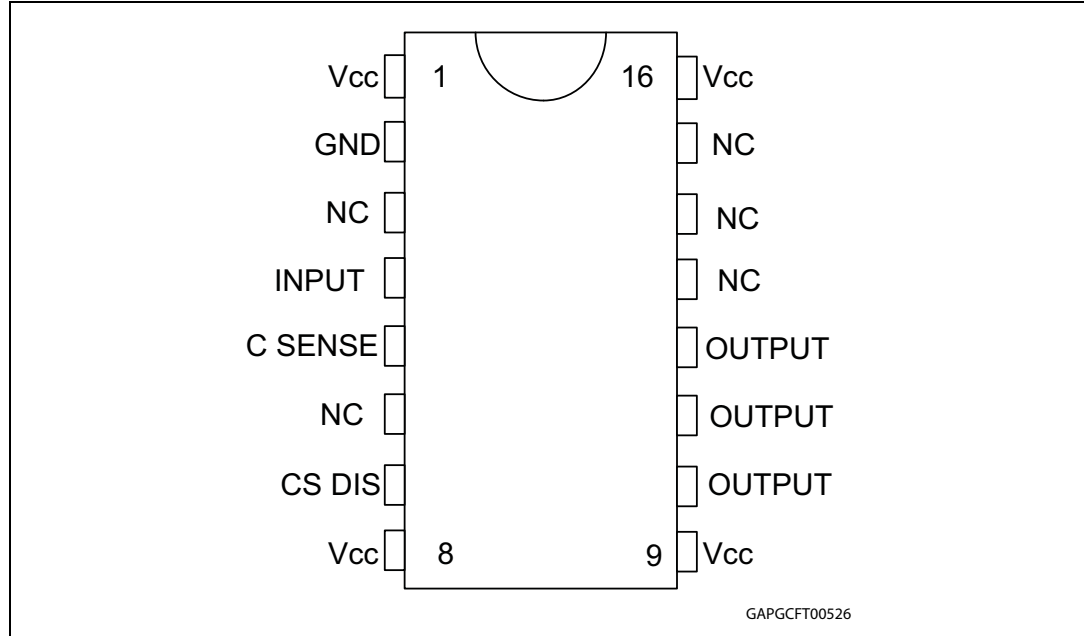 Vcc 1 16 Vcc
GND NC
NC NC
INPUT NC
C SENSE OUTPUT
NC OUTPUT
CS DIS OUTPUT
Vcc 8 9 Vcc
GAPGCFT00526